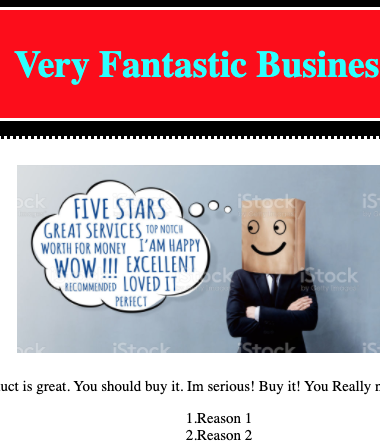 Very Fantastic Busines
iStock
FIVE STARS
GREAT SERVICES TOP NOTCH
WORTH FOR MONEY I'AM HAPPY
WOW !!! EXCELLENT
RECOMMENDED LOVED IT
PERFECT
iStock
iStock
iStock
uct is great. You should buy it. Im serious! Buy it! You Really
1.Reason 1
2.Reason 2